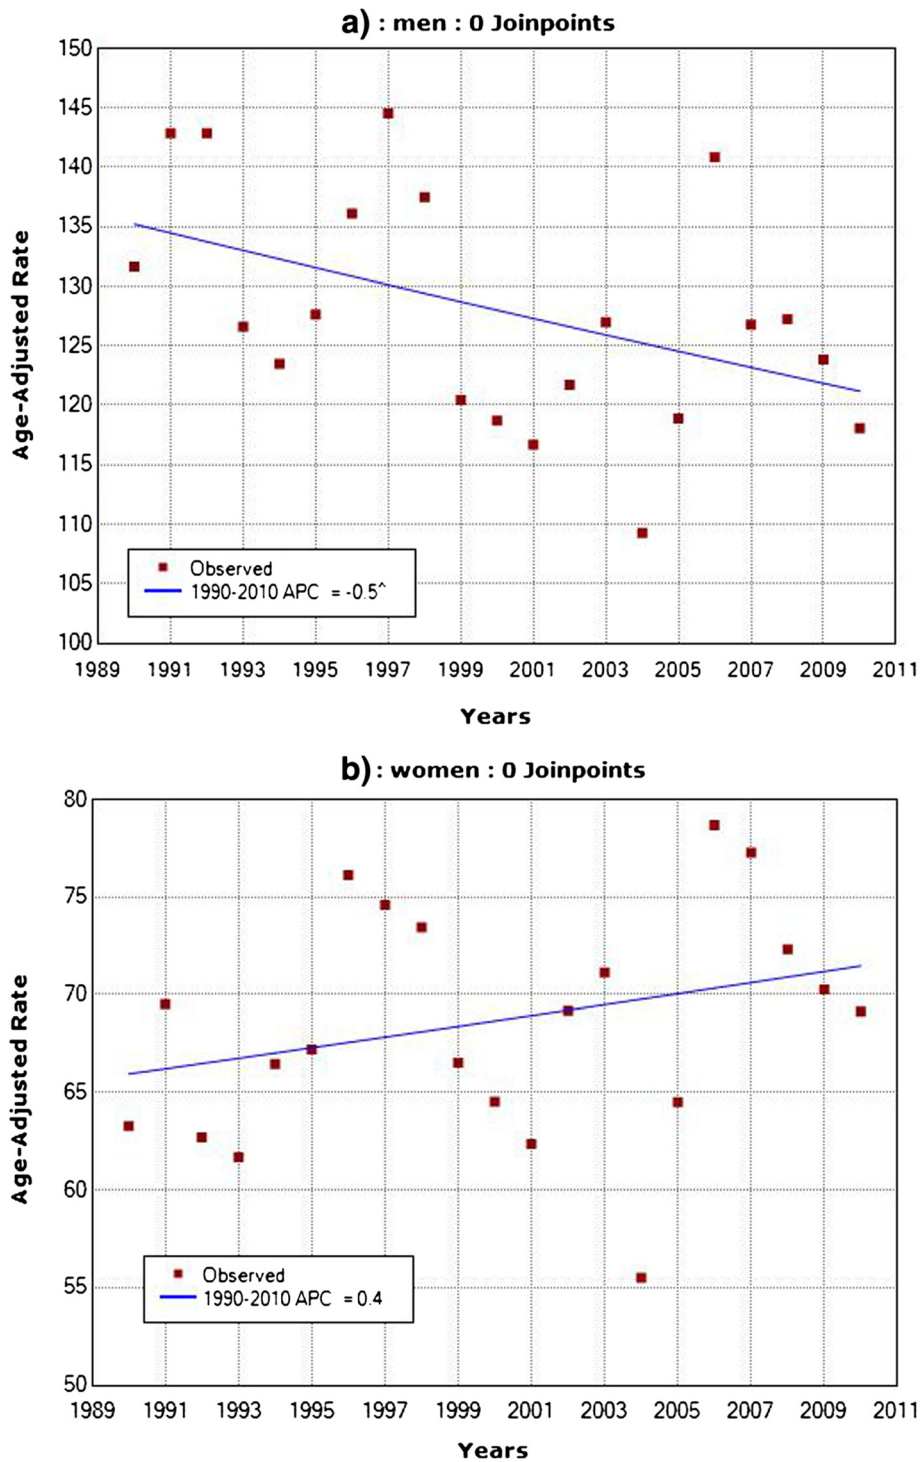 a) : men : 0 Joinpoints
150
145
140
135
130
125
120
115
110
105
100
Age-Adjusted Rate
Observed
1990-2010 APC = -0.5^
1989 1991 1993 1995 1997 1999 2001 2003 2005 2007 2009 2011
Years
b) : women : 0 Joinpoints
80
75
70
65
60
55
50
Age-Adjusted Rate
Observed
1990-2010 APC = 0.4
1989 1991 1993 1995 1997 1999 2001 2003 2005 2007 2009 2011
Years